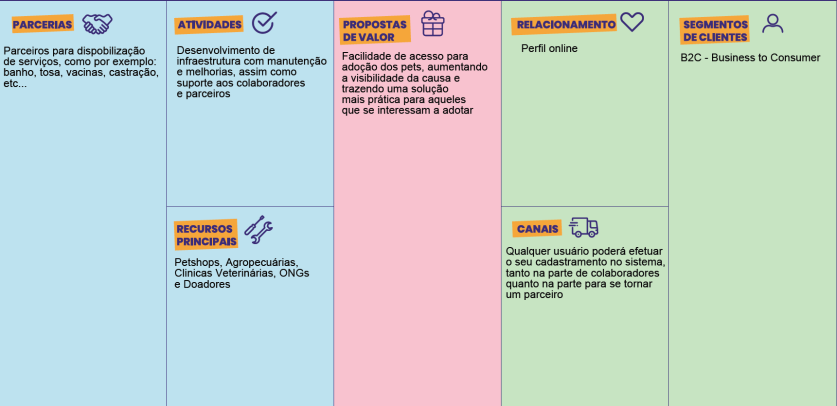 PARCERIAS
Parceiros para dispobilização
de serviços, como por exemplo:
banho, tosa, vacinas, castração,
etc...
ATIVIDADES
Desenvolvimento de
infraestrutura com manutenção
e melhorias, assim como
suporte aos colaboradores
e parceiros
RECURSOS
PRINCIPAIS
Petshops, Agropecuárias,
Clinicas Veterinárias, ONGs
e Doadores
PROPOSTAS
DE VALOR
Facilidade de acesso para
adoção dos pets, aumentando
a visibilidade da causa e
trazendo uma solução
mais prática para aqueles
que se interessam a adotar
RELACIONAMENTO
Perfil online
CANAIS
Qualquer usuário poderá efetuar
o seu cadastramento no sistema,
tanto na parte de colaboradores
quanto na parte para se tornar
um parceiro
SEGMENTOS
DE CLIENTES
B2C - Business to Consumer